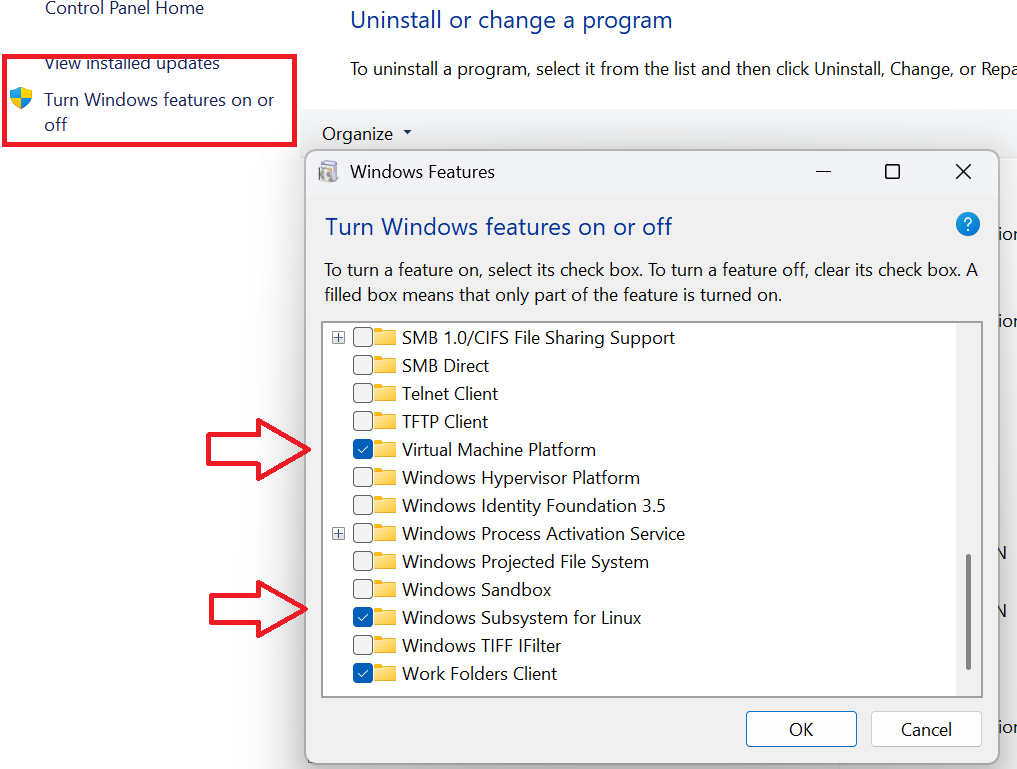 Control Panel Home
View installed updates
Turn Windows features on or
off
Uninstall or change a program
To uninstall a program, select it from the list and then click Uninstall, Change, or Repa
Organize
Windows Features
Turn Windows features on or off
?
To turn a feature on, select its check box. To turn a feature off, clear its check box. A
filled box means that only part of the feature is turned on.
SMB 1.0/CIFS File Sharing Support
SMB Direct
Telnet Client
TFTP Client
Virtual Machine Platform
Windows Hypervisor Platform
Windows Identity Foundation 3.5
Windows Process Activation Service
Windows Projected File System
Windows Sandbox
Windows Subsystem for Linux
Windows TIFF IFilter
Work Folders Client
OK
Cancel
ion
ion
N
N
ion